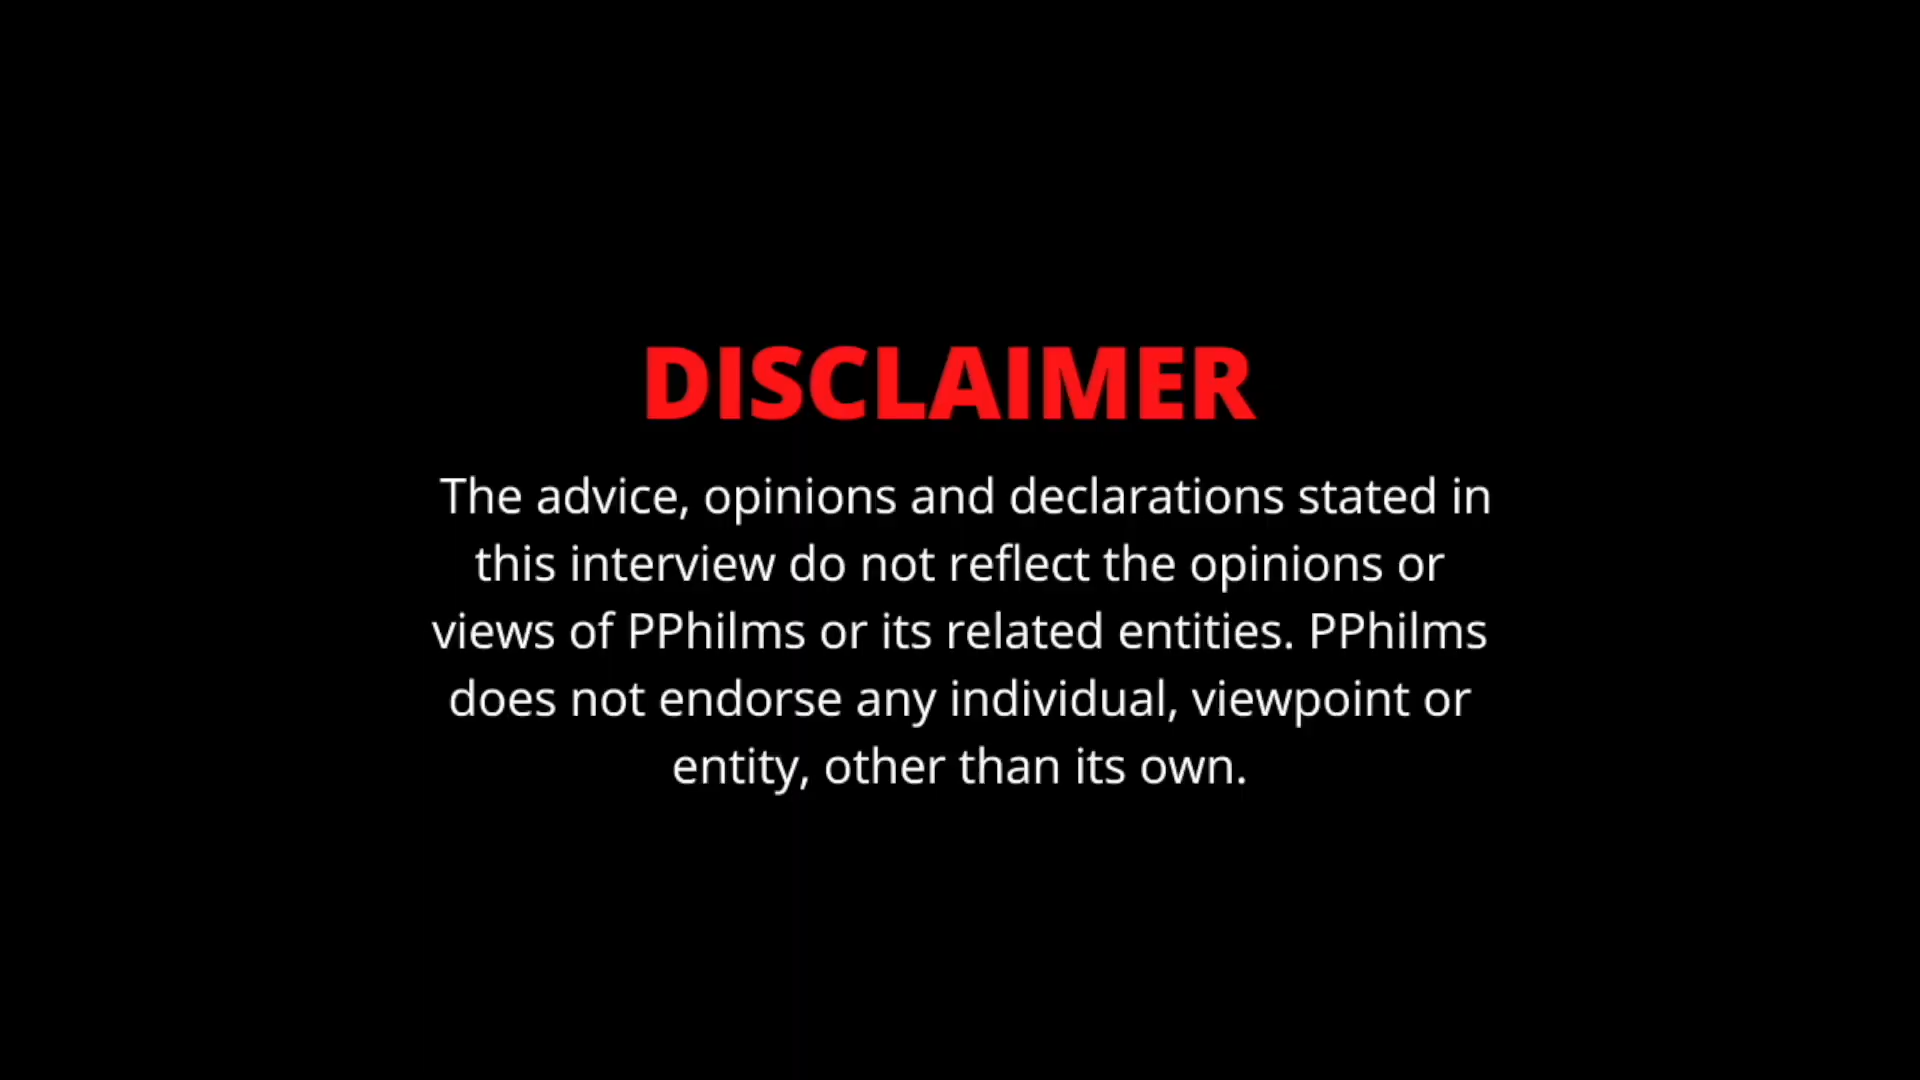 DISCLAIMER
The advice, opinions and declarations stated in
this interview do not reflect the opinions or
views of PPhilms or its related entities. PPhilms
does not endorse any individual, viewpoint or
entity, other than its own.